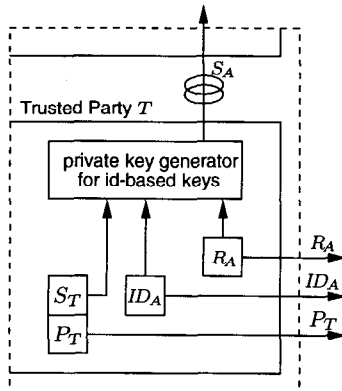 S_A
Trusted Party T
private key generator
for id-based keys
R_A
R_A
S_T
ID_A
ID_A
P_T
P_T